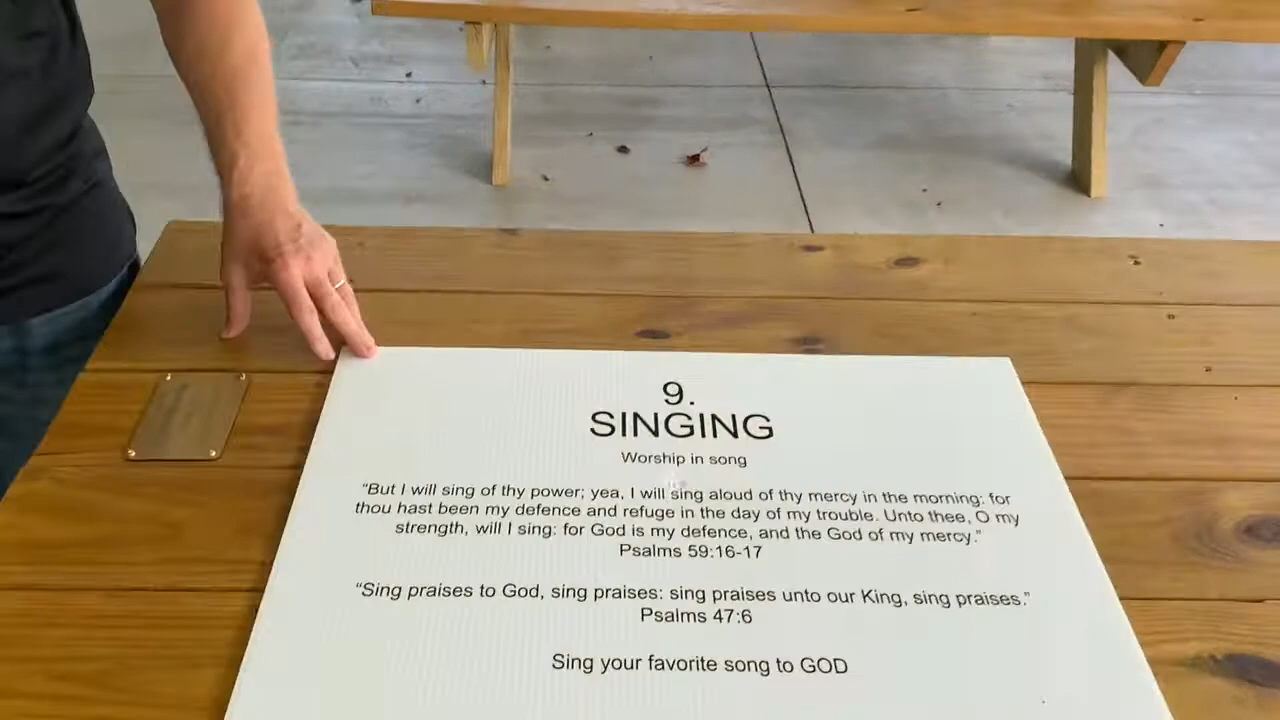 9.
SINGING
Worship in song
"But I will sing of thy power; yea, I will sing aloud of thy mercy in the morning: for
thou hast been my defence and refuge in the day of my trouble. Unto thee, O my
strength, will I sing: for God is my defence, and the God of my mercy."
Psalms 59:16-17
"Sing praises to God, sing praises: sing praises unto our King, sing praises."
Psalms 47:6
Sing your favorite song to GOD